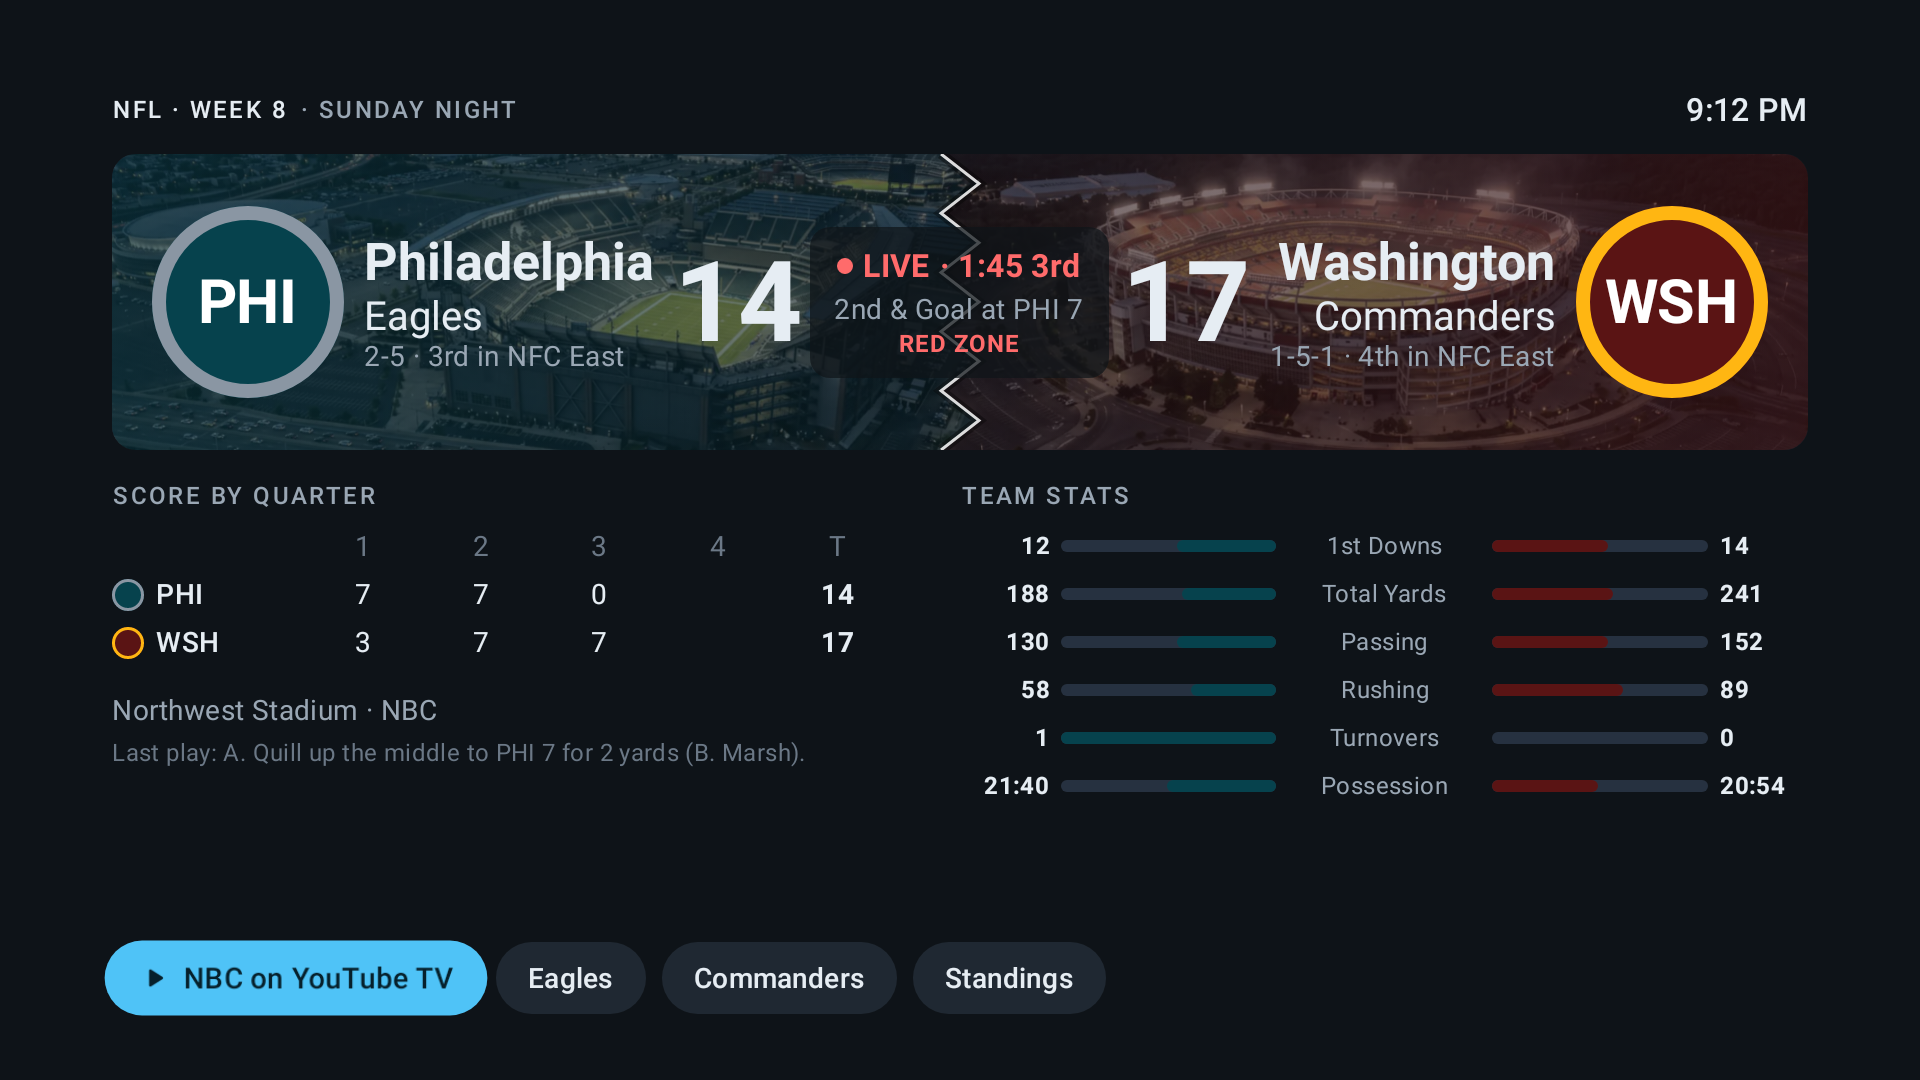 NFL · WEEK 8 · SUNDAY NIGHT
9:12 PM
PHI
Philadelphia
Eagles
2-5 · 3rd in NFC East
14
LIVE · 1:45 3rd
2nd & Goal at PHI 7
RED ZONE
17
Washington
Commanders
1-5-1 · 4th in NFC East
WSH
SCORE BY QUARTER
1 2 3 4 T
PHI 7 7 0 14
WSH 3 7 7 17
Northwest Stadium · NBC
Last play: A. Quill up the middle to PHI 7 for 2 yards (B. Marsh).
TEAM STATS
12 1st Downs 14
188 Total Yards 241
130 Passing 152
58 Rushing 89
1 Turnovers 0
21:40 Possession 20:54
NBC on YouTube TV
Eagles
Commanders
Standings